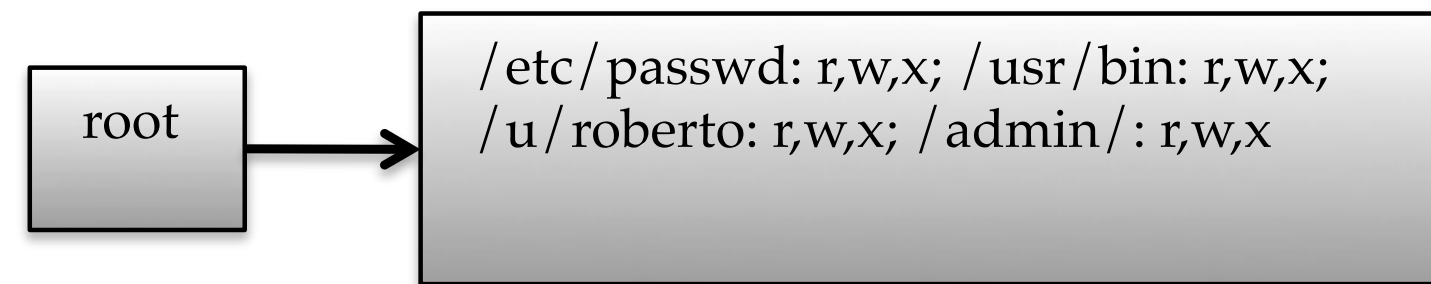 root
/etc/passwd: r,w,x; /usr/bin: r,w,x;
/u/roberto: r,w,x; /admin/: r,w,x